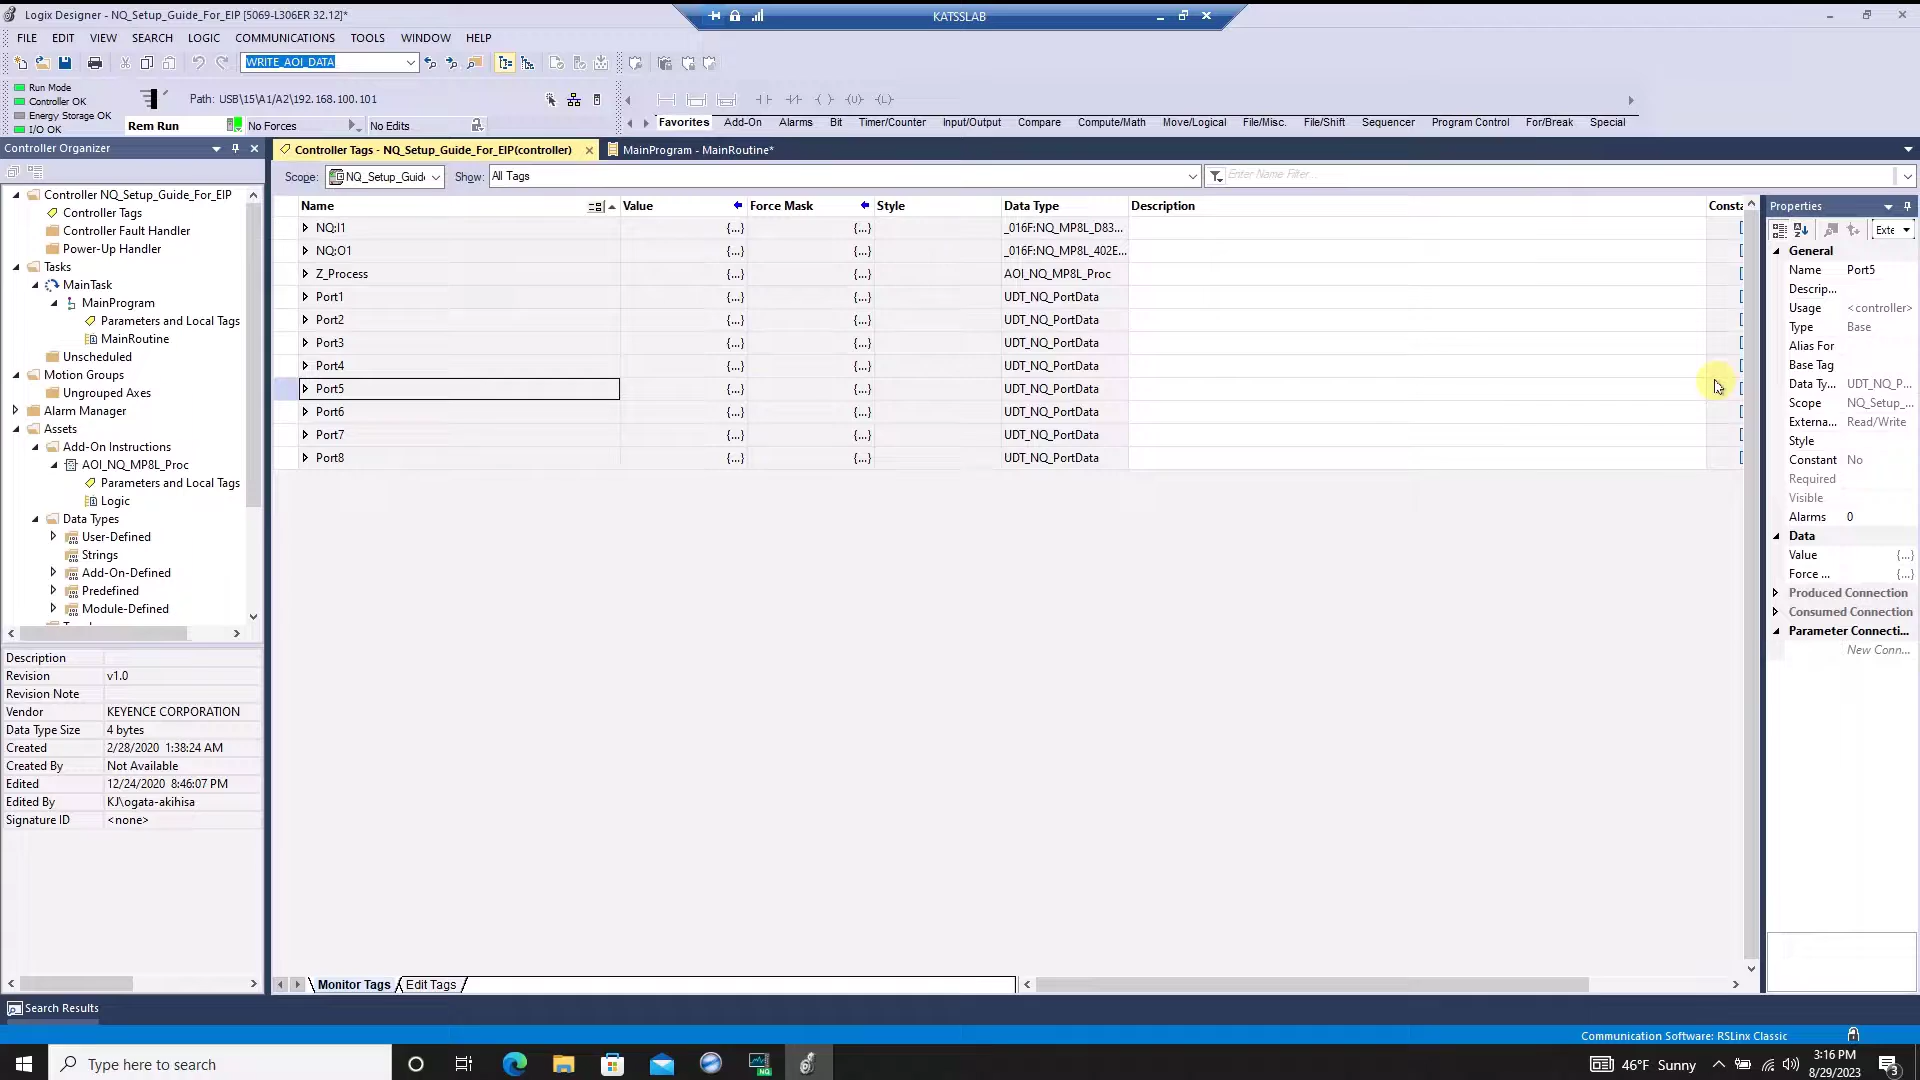 Logix Designer - NQ_Setup_Guide_For_EIP [5069-L306ER 32.12]*
KATSSLAB
FILE EDIT VIEW SEARCH LOGIC COMMUNICATIONS TOOLS WINDOW HELP
WRITE_AOI_DATA
Run Mode
Controller OK
Energy Storage OK
I/O OK
Path: USB\15\A1/A2\192.168.100.101
Rem Run No Forces No Edits
Favorites Add-On Alarms Bit Timer/Counter Input/Output Compare Compute/Math Move/Logical File/Misc. File/Shift Sequencer Program Control For/Break Special
Controller Organizer
Controller NQ_Setup_Guide_For_EIP
Controller Tags
Controller Fault Handler
Power-Up Handler
Tasks
MainTask
MainProgram
Parameters and Local Tags
MainRoutine
Unscheduled
Motion Groups
Ungrouped Axes
Alarm Manager
Assets
Add-On Instructions
AOI_NQ_MP8L_Proc
Parameters and Local Tags
Logic
Data Types
User-Defined
Strings
Add-On-Defined
Predefined
Module-Defined
Description
Revision v1.0
Revision Note
Vendor KEYENCE CORPORATION
Data Type Size 4 bytes
Created 2/28/2020 1:38:24 AM
Created By Not Available
Edited 12/24/2020 8:46:07 PM
Edited By KJ\ogata-akihisa
Signature ID <none>
Controller Tags - NQ_Setup_Guide_For_EIP(controller)
MainProgram - MainRoutine*
Scope: NQ_Setup_Guid Show: All Tags Enter Name Filter...
Name Value Force Mask Style Data Type Description Consta
NQ:I1 {...} {...} _016F:NQ_MP8L_D83...
NQ:O1 {...} {...} _016F:NQ_MP8L_402E...
Z_Process {...} {...} AOI_NQ_MP8L_Proc
Port1 {...} {...} UDT_NQ_PortData
Port2 {...} {...} UDT_NQ_PortData
Port3 {...} {...} UDT_NQ_PortData
Port4 {...} {...} UDT_NQ_PortData
Port5 {...} {...} UDT_NQ_PortData
Port6 {...} {...} UDT_NQ_PortData
Port7 {...} {...} UDT_NQ_PortData
Port8 {...} {...} UDT_NQ_PortData
Monitor Tags Edit Tags
Properties
Exte
General
Name Port5
Descrip...
Usage <controller>
Type Base
Alias For
Base Tag
Data Ty... UDT_NQ_P...
Scope NQ_Setup_...
Externa... Read/Write
Style
Constant No
Required
Visible
Alarms 0
Data
Value {...}
Force ... {...}
Produced Connection
Consumed Connection
Parameter Connecti...
New Conn...
Search Results
Communication Software: RSLinx Classic
Type here to search
NQ
46°F Sunny
3:16 PM
8/29/2023
3